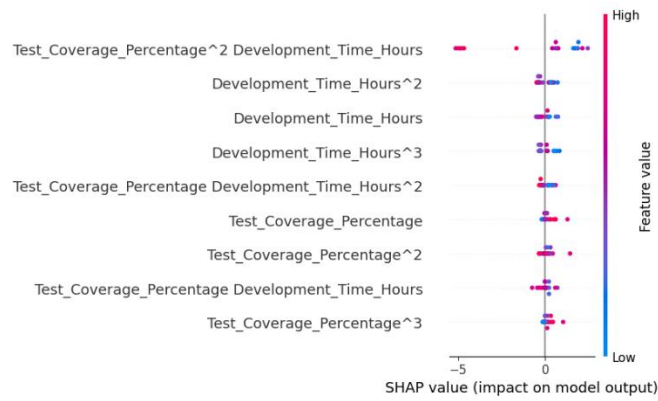 High
Test_Coverage_Percentage^2 Development_Time_Hours
Development_Time_Hours^2
Development_Time_Hours
Development_Time_Hours^3
Test_Coverage_Percentage Development_Time_Hours^2
Test_Coverage_Percentage
Test_Coverage_Percentage^2
Test_Coverage_Percentage Development_Time_Hours
Test_Coverage_Percentage^3
Feature value
Low
−5
0
SHAP value (impact on model output)